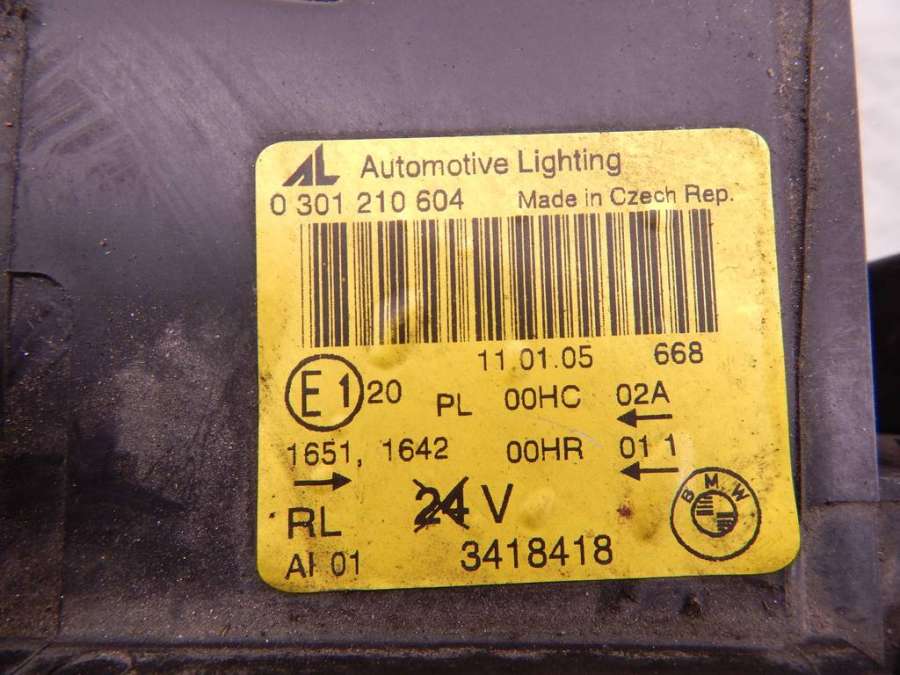 AL Automotive Lighting
0 301 210 604 Made in Czech Rep.
11 01.05 668
E1 20 PL 00HC 02A
1651, 1642 00HR 01 1
RL 24 V
3418418
01
BMW